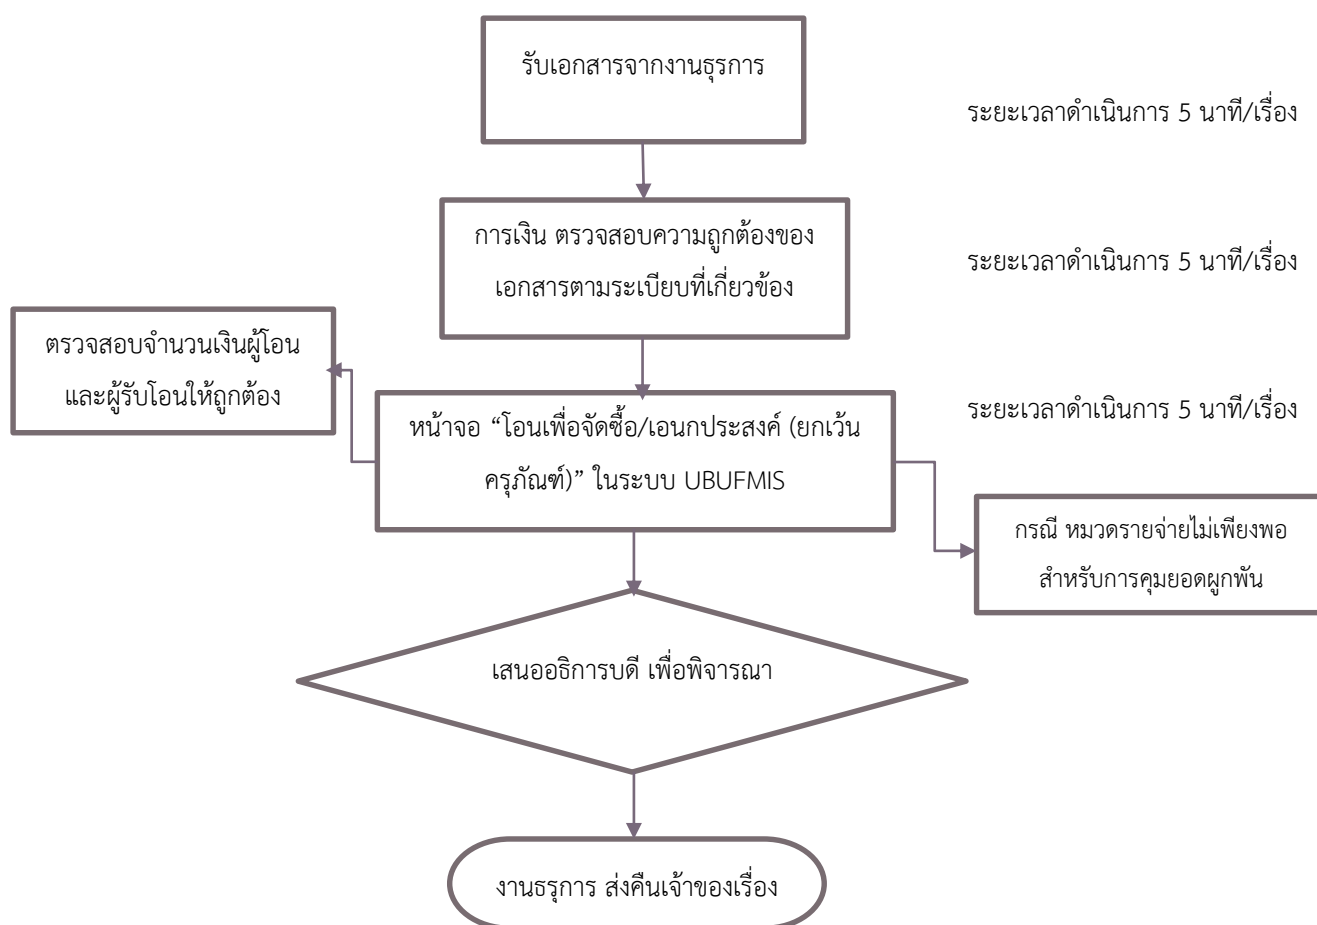 รับเอกสารจากงานธุรการ
ระยะเวลาดำเนินการ 5 นาที/เรื่อง
การเงิน ตรวจสอบความถูกต้องของ
เอกสารตามระเบียบที่เกี่ยวข้อง
ระยะเวลาดำเนินการ 5 นาที/เรื่อง
ตรวจสอบจำนวนเงินผู้โอน
และผู้รับโอนให้ถูกต้อง
หน้าจอ “โอนเพื่อจัดซื้อ/เอนกประสงค์ (ยกเว้น
ครุภัณฑ์)” ในระบบ UBUFMIS
ระยะเวลาดำเนินการ 5 นาที/เรื่อง
กรณี หมวดรายจ่ายไม่เพียงพอ
สำหรับการคุมยอดผูกพัน
เสนออธิการบดี เพื่อพิจารณา
งานธรุการ ส่งคืนเจ้าของเรื่อง